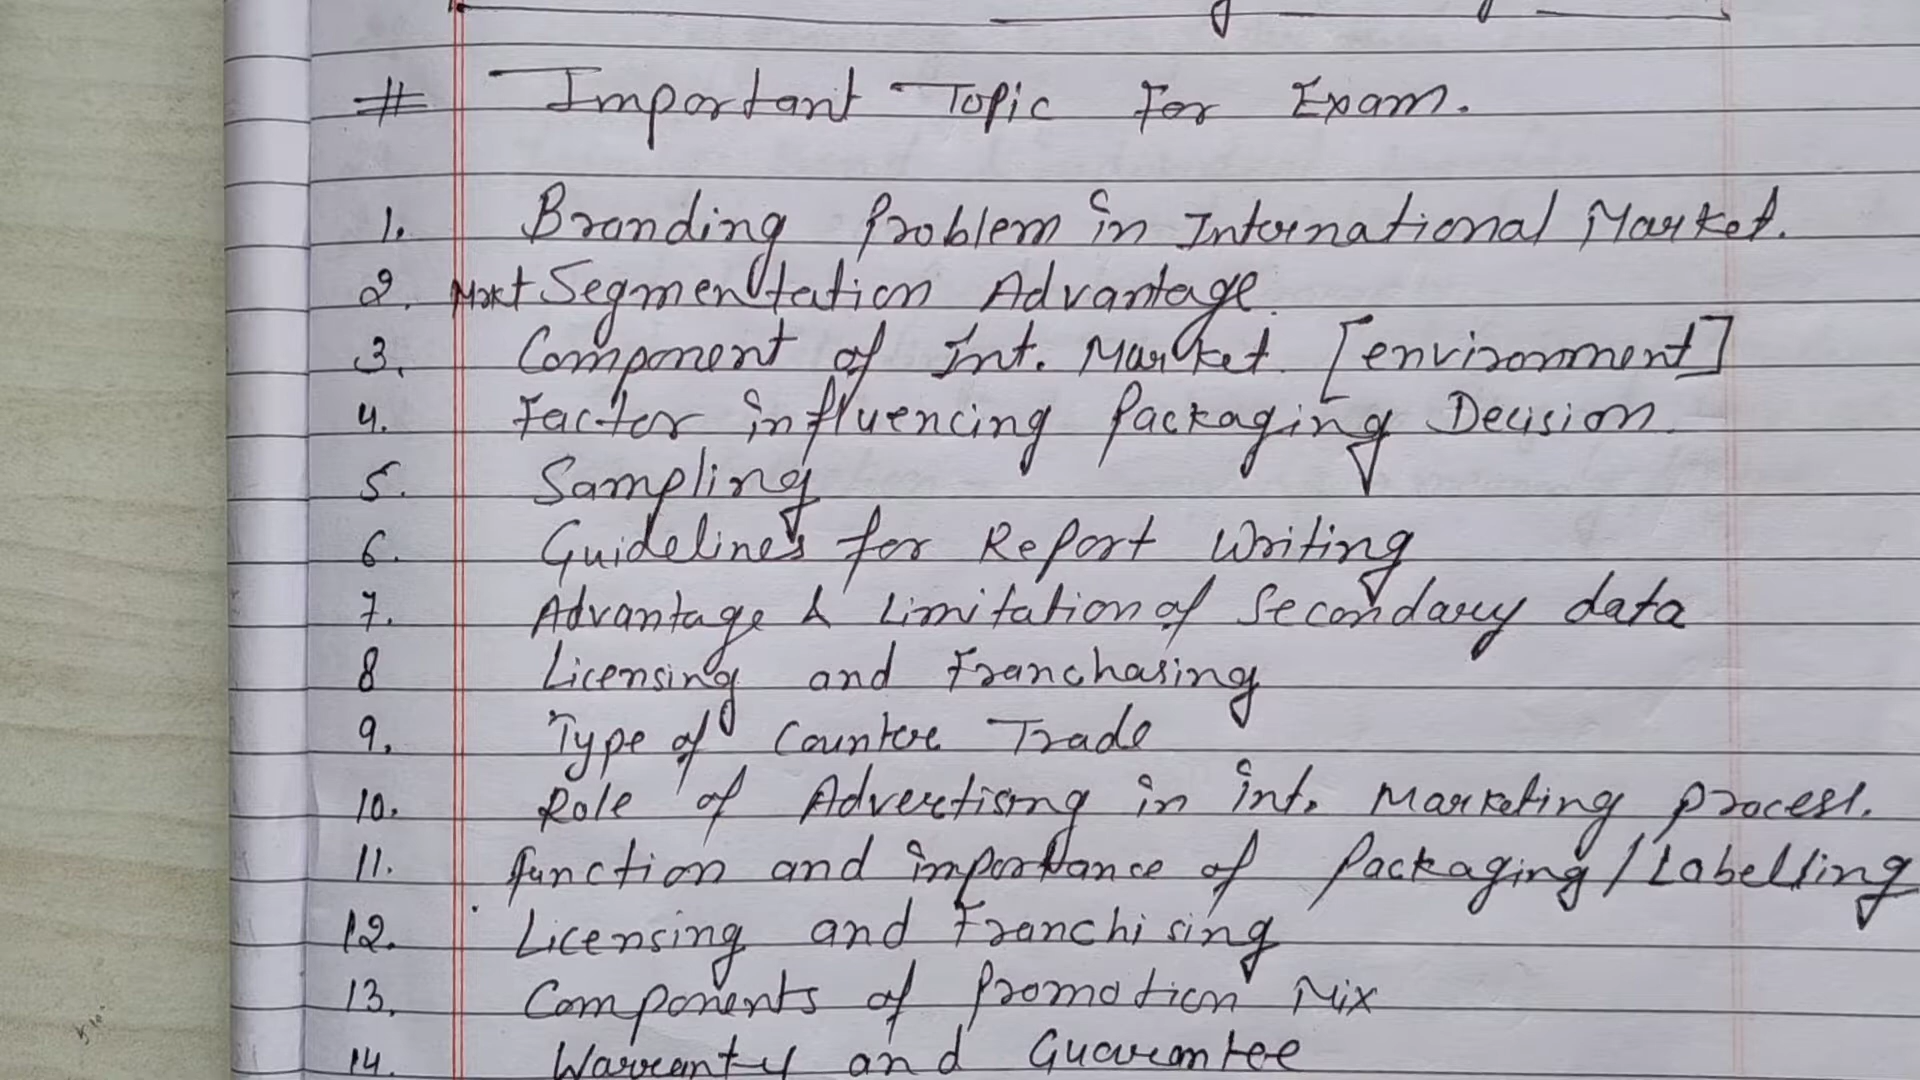 # Important Topic For Exam.
1. Branding Problem in International Market.
2. Mrkt Segmentation Advantage.
3. Component of Int. Market [environment]
4. Factor influencing Packaging Decision.
5. Sampling
6. Guidelines for Report Writing
7. Advantage & Limitation of Secondary data
8 Licensing and Franchasing
9. Type of Counter Trade
10. Role of Advertising in int. Marketing process.
11. function and importance of Packaging/Labelling
12. Licensing and Franchising
13. Components of Promotion Mix
14. Warranty and Guarantee